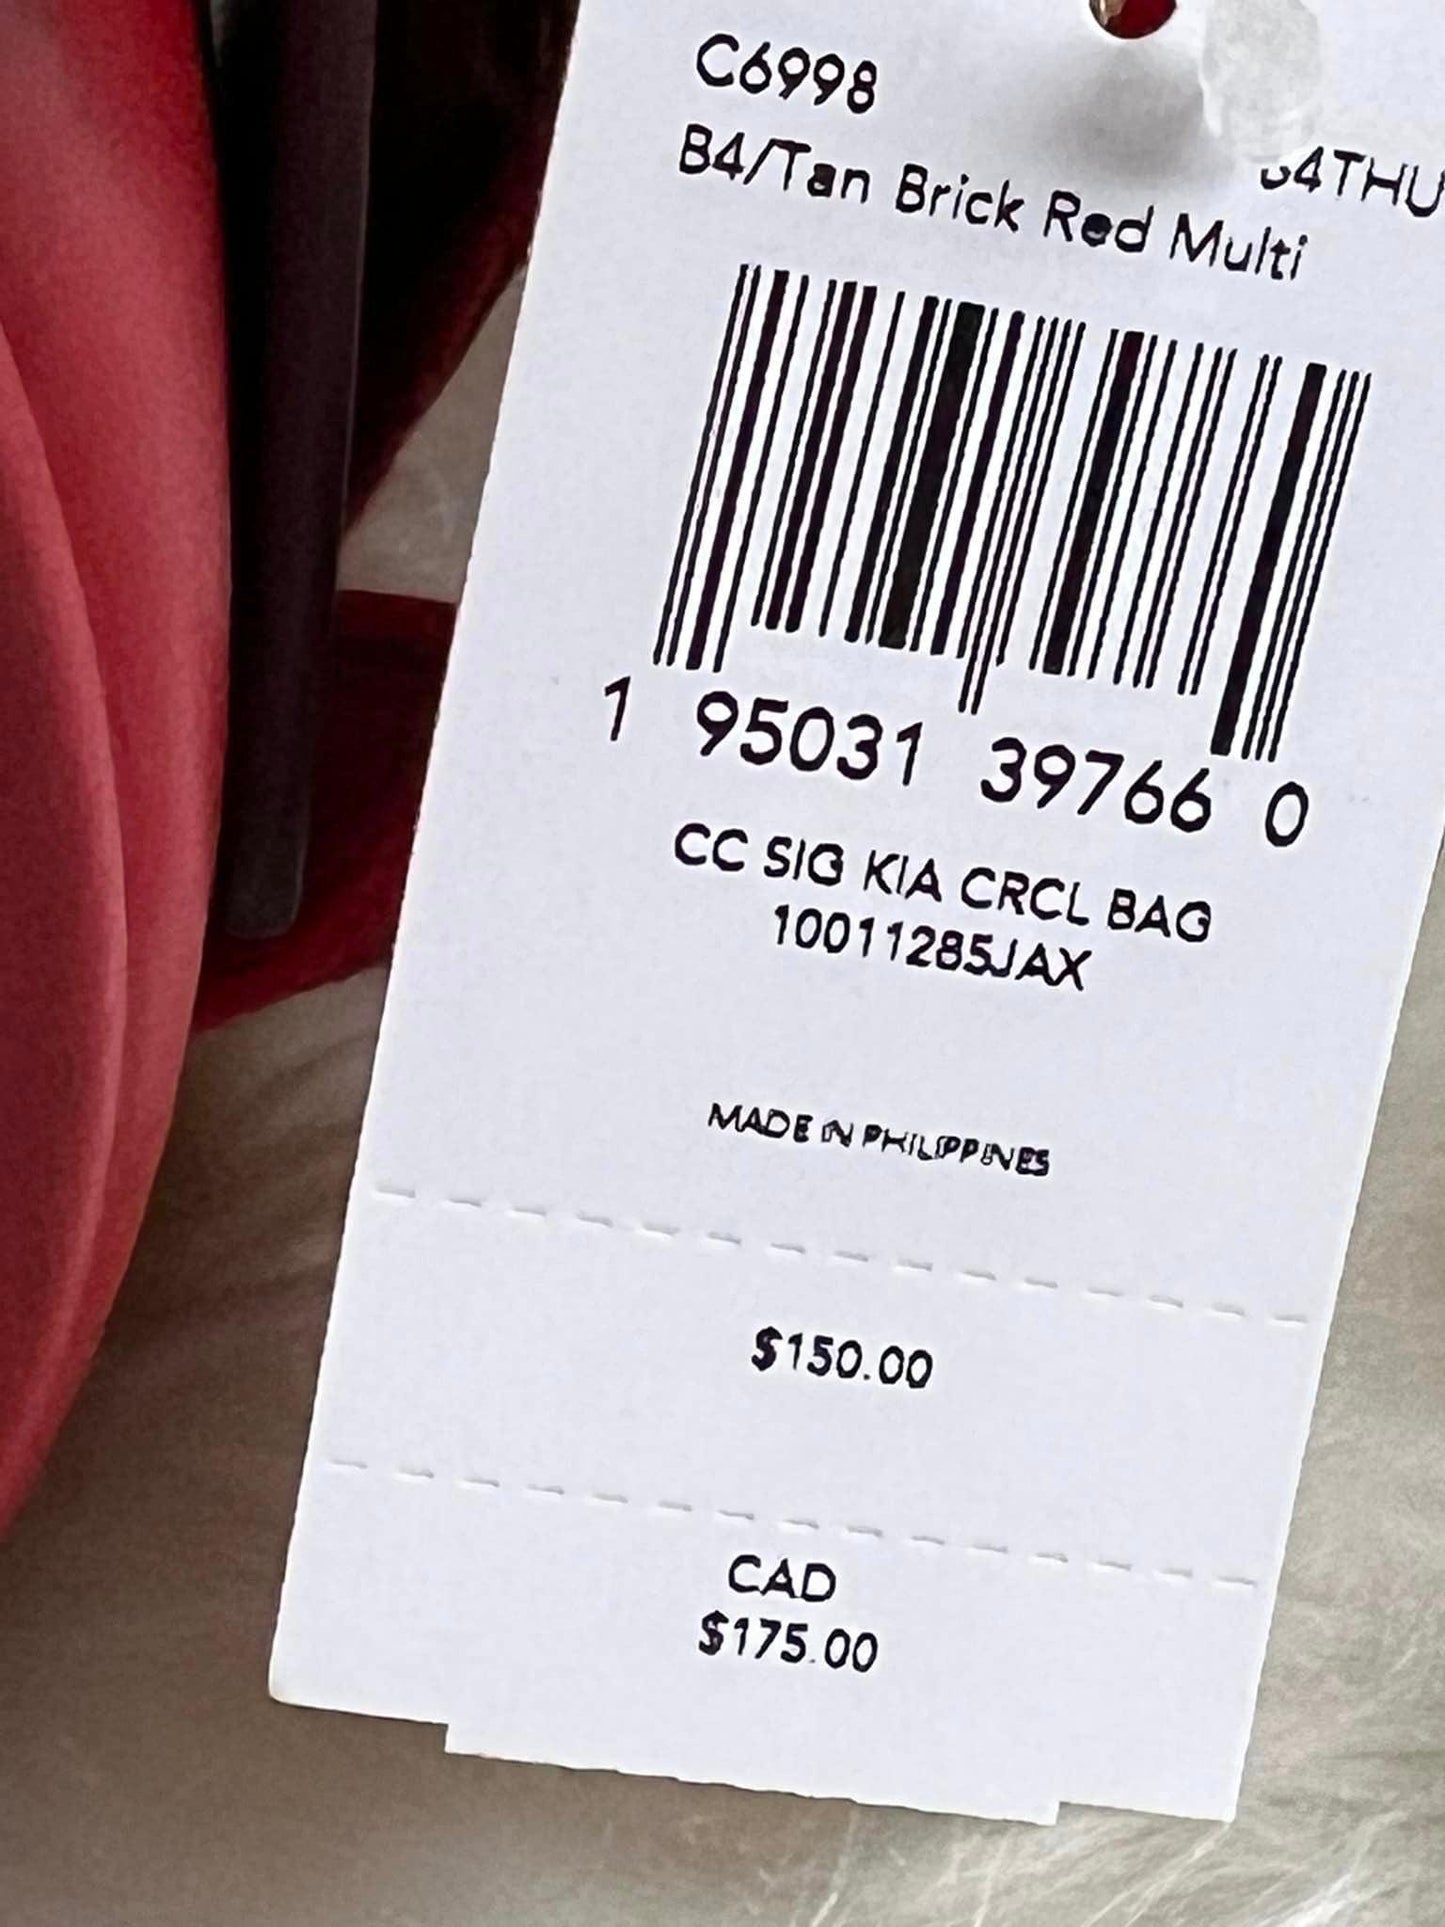 C6998
B4/Tan Brick Red Multi
1 95031 39766 0
CC SIG KIA CRCL BAG
10011285JAX
MADE IN PHILIPPINES
$150.00
CAD
$175.00